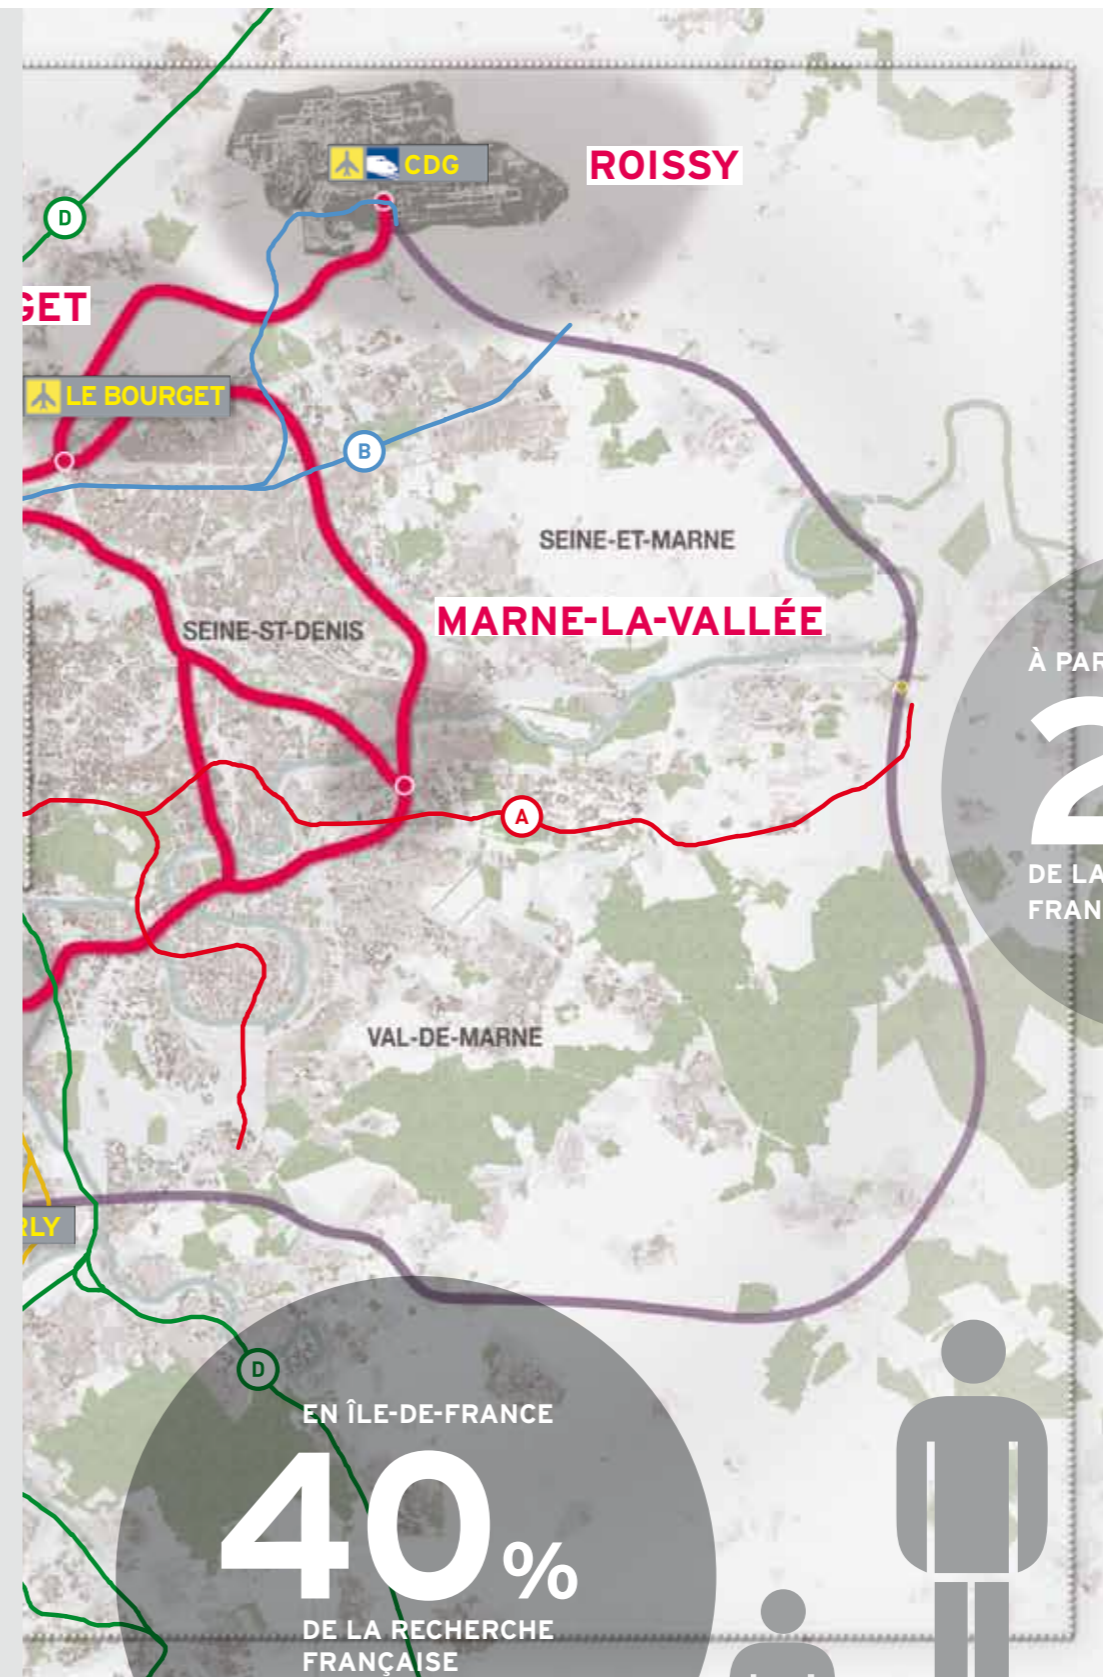 CDG
ROISSY
D
GET
LE BOURGET
B
SEINE-ET-MARNE
MARNE-LA-VALLÉE
SEINE-ST-DENIS
À PAR
2
A
DE LA
FRAN
VAL-DE-MARNE
RLY
D
EN ÎLE-DE-FRANCE
40%
DE LA RECHERCHE
FRANÇAISE